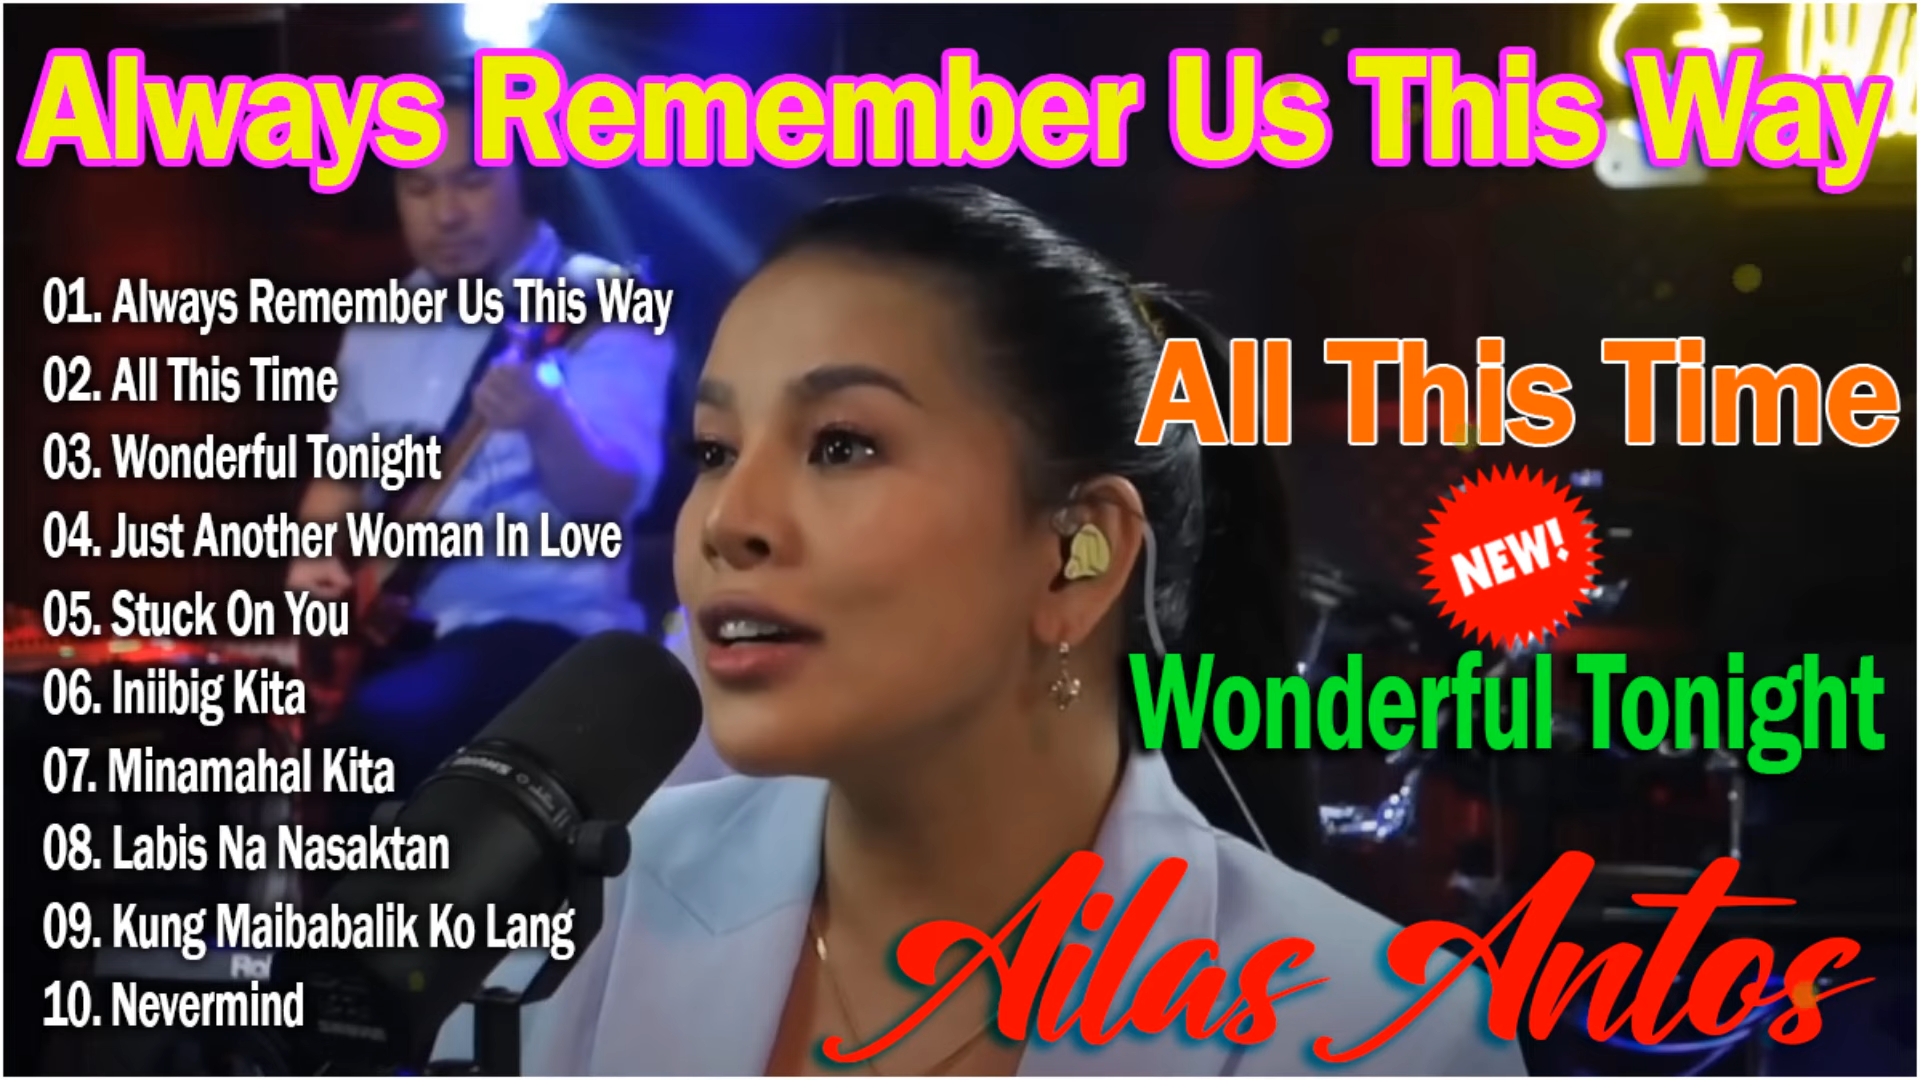 Always Remember Us This Way
01. Always Remember Us This Way
02. All This Time
03. Wonderful Tonight
04. Just Another Woman In Love
05. Stuck On You
06. Iniibig Kita
07. Minamahal Kita
08. Labis Na Nasaktan
09. Kung Maibabalik Ko Lang
10. Nevermind
All This Time
NEW!
Wonderful Tonight
Ailas Antos